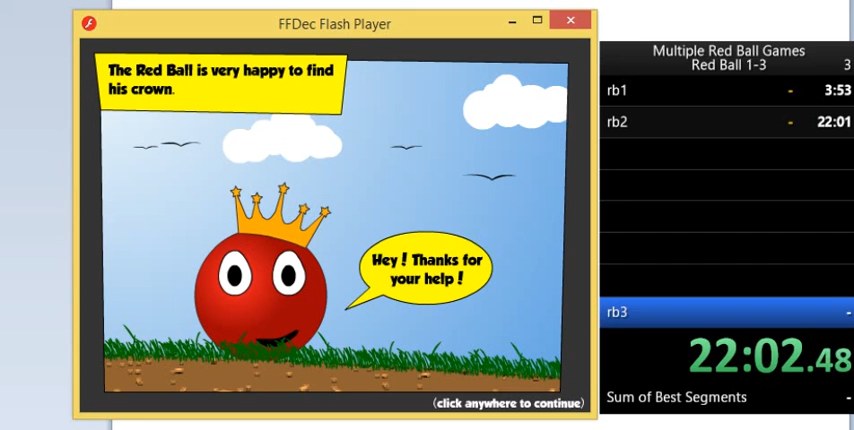 FFDec Flash Player
The Red Ball is very happy to find
his crown.
Hey! Thanks for
your help!
(click anywhere to continue)
Multiple Red Ball Games
Red Ball 1-3 3
rb1 - 3:53
rb2 - 22:01
rb3 -
22:02.48
Sum of Best Segments -